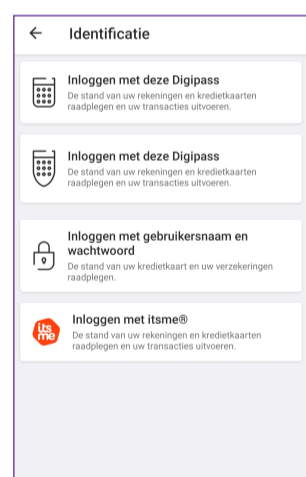 Identificatie
Inloggen met deze Digipass
De stand van uw rekeningen en kredietkaarten
raadplegen en uw transacties uitvoeren.
Inloggen met deze Digipass
De stand van uw rekeningen en kredietkaarten
raadplegen en uw transacties uitvoeren.
Inloggen met gebruikersnaam en
wachtwoord
De stand van uw kredietkaart en uw verzekeringen
raadplegen.
its
me
Inloggen met itsme®
De stand van uw rekeningen en kredietkaarten
raadplegen en uw transacties uitvoeren.